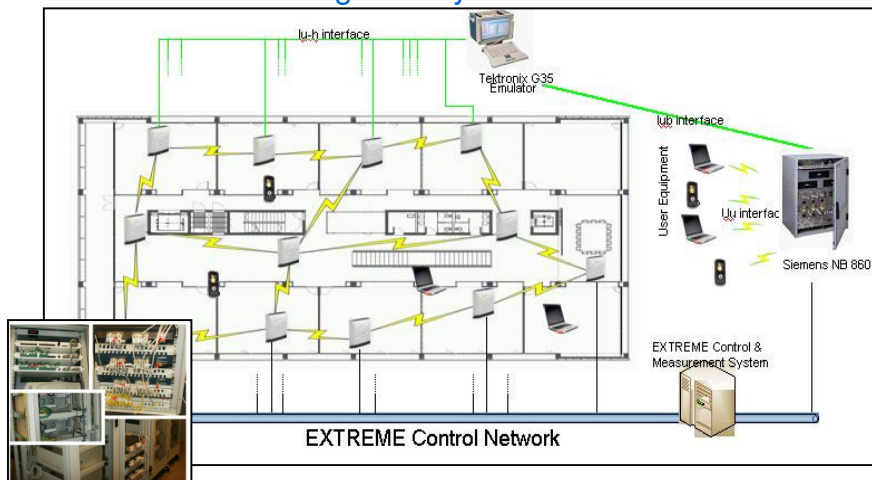 Iu-h interface
Tektronix G35
Emulator
Iub interface
User Equipment
Uu interfac
Siemens NB 860
EXTREME Control &
Measurement System
EXTREME Control Network